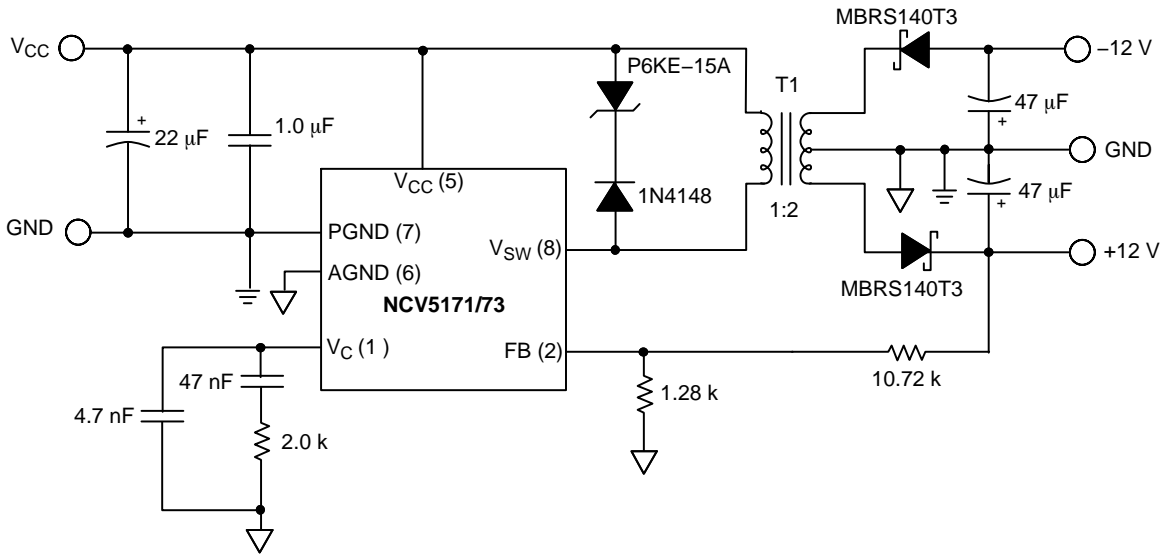 MBRS140T3
VCC
P6KE−15A
−12 V
T1
+
22 μF
1.0 μF
47 μF
+
VCC (5)
1N4148
GND
GND
PGND (7)
1:2
47 μF
+
VSW (8)
+12 V
AGND (6)
NCV5171/73
MBRS140T3
VC (1 )
FB (2)
47 nF
10.72 k
1.28 k
4.7 nF
2.0 k